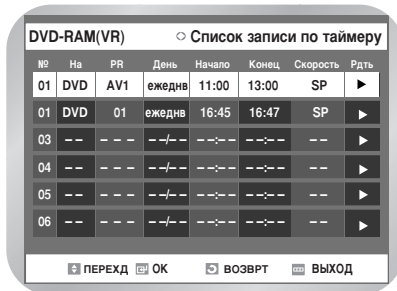 DVD-RAM(VR) Список записи по таймеру
№ На PR День Начало Конец Скорость Рдть
01 DVD AV1 ежеднв 11:00 13:00 SP
01 DVD 01 ежеднв 16:45 16:47 SP
03 -- --- --/-- --:-- --:-- --
04 -- --- --/-- --:-- --:-- --
05 -- --- --/-- --:-- --:-- --
06 -- --- --/-- --:-- --:-- --
ПЕРЕХД ОК ВОЗВРТ ВЫХОД